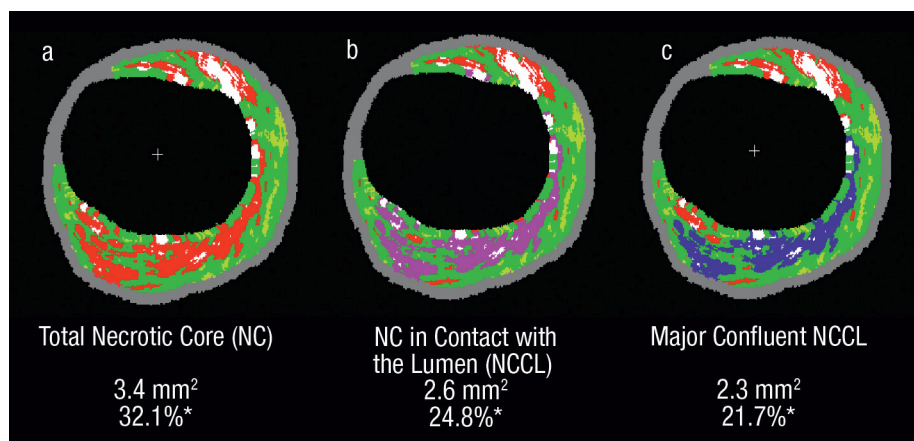 a
b
c
Total Necrotic Core (NC)
3.4 mm²
32.1%*
NC in Contact with
the Lumen (NCCL)
2.6 mm²
24.8%*
Major Confluent NCCL
2.3 mm²
21.7%*